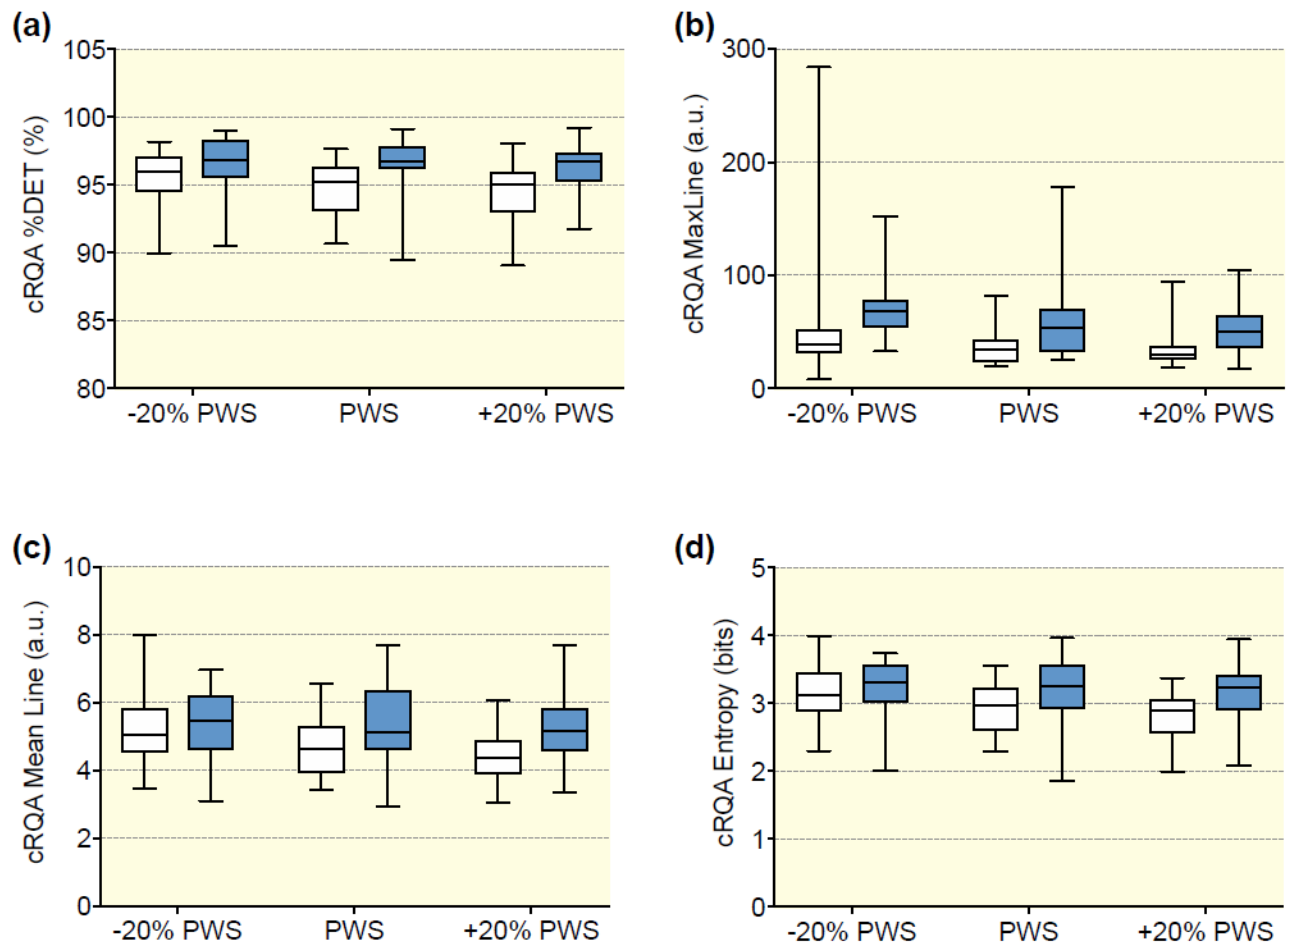 (a)
cRQA %DET (%)
105
100
95
90
85
80
-20% PWS PWS +20% PWS
(b)
cRQA MaxLine (a.u.)
300
200
100
0
-20% PWS PWS +20% PWS
(c)
cRQA Mean Line (a.u.)
10
8
6
4
2
0
-20% PWS PWS +20% PWS
(d)
cRQA Entropy (bits)
5
4
3
2
1
0
-20% PWS PWS +20% PWS